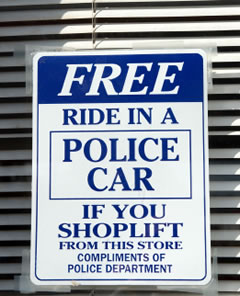 FREE
RIDE IN A
POLICE
CAR
IF YOU
SHOPLIFT
FROM THIS STORE
COMPLIMENTS OF
POLICE DEPARTMENT